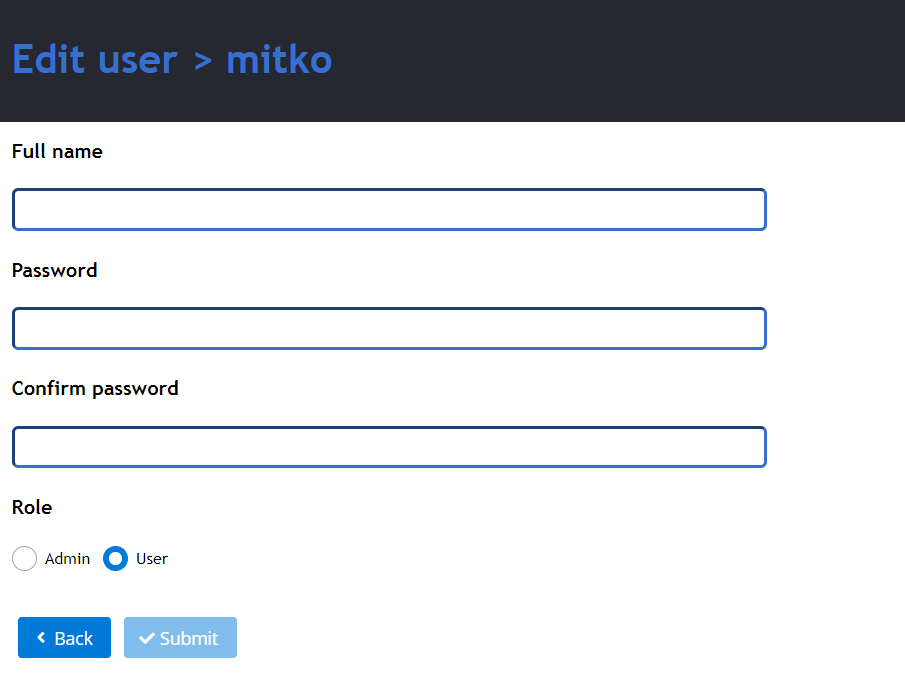 Edit user > mitko
Full name
Password
Confirm password
Role
Admin User
Back Submit